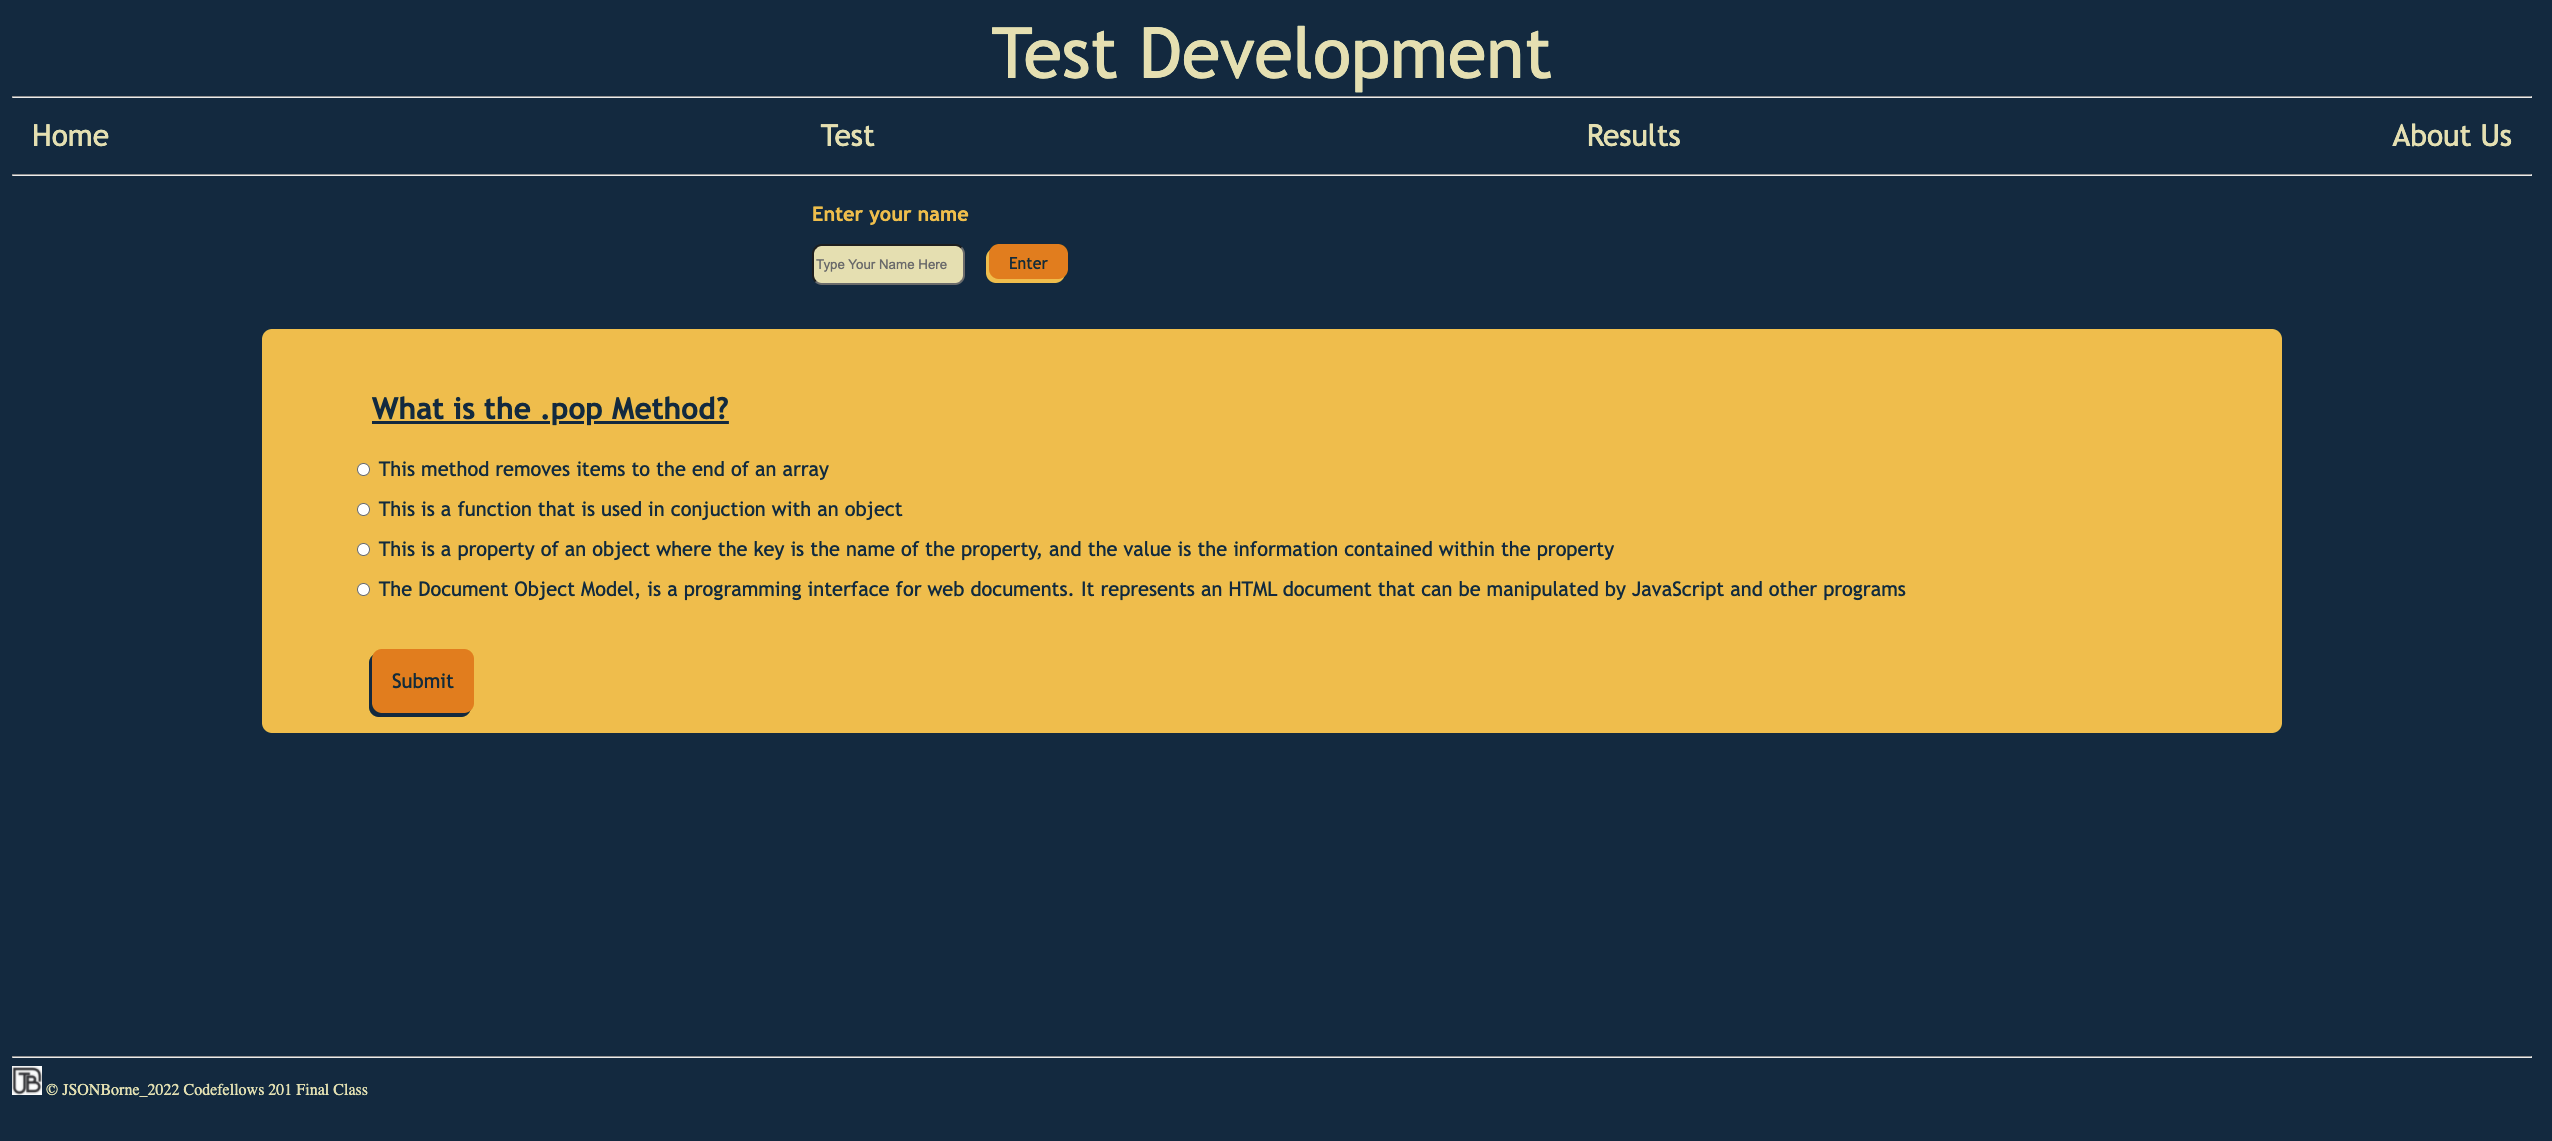 Test Development
Home Test Results About Us
Enter your name
Type Your Name Here Enter
What is the .pop Method?
This method removes items to the end of an array
This is a function that is used in conjuction with an object
This is a property of an object where the key is the name of the property, and the value is the information contained within the property
The Document Object Model, is a programming interface for web documents. It represents an HTML document that can be manipulated by JavaScript and other programs
Submit
JB © JSONBorne_2022 Codefellows 201 Final Class